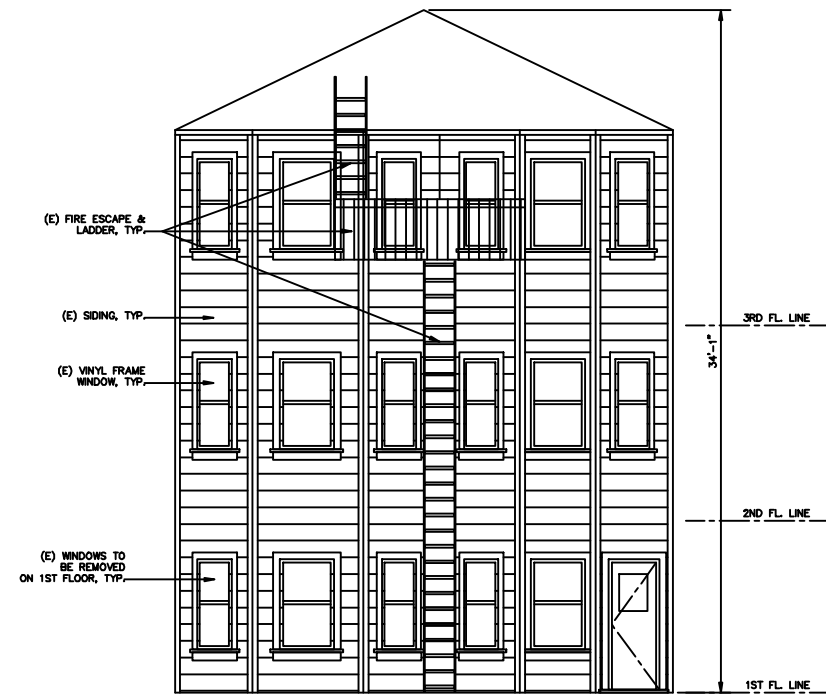 (E) FIRE ESCAPE &
LADDER, TYP.
(E) SIDING, TYP.
3RD FL. LINE
34'-1"
(E) VINYL FRAME
WINDOW, TYP.
2ND FL. LINE
(E) WINDOWS TO
BE REMOVED
ON 1ST FLOOR, TYP.
1ST FL. LINE